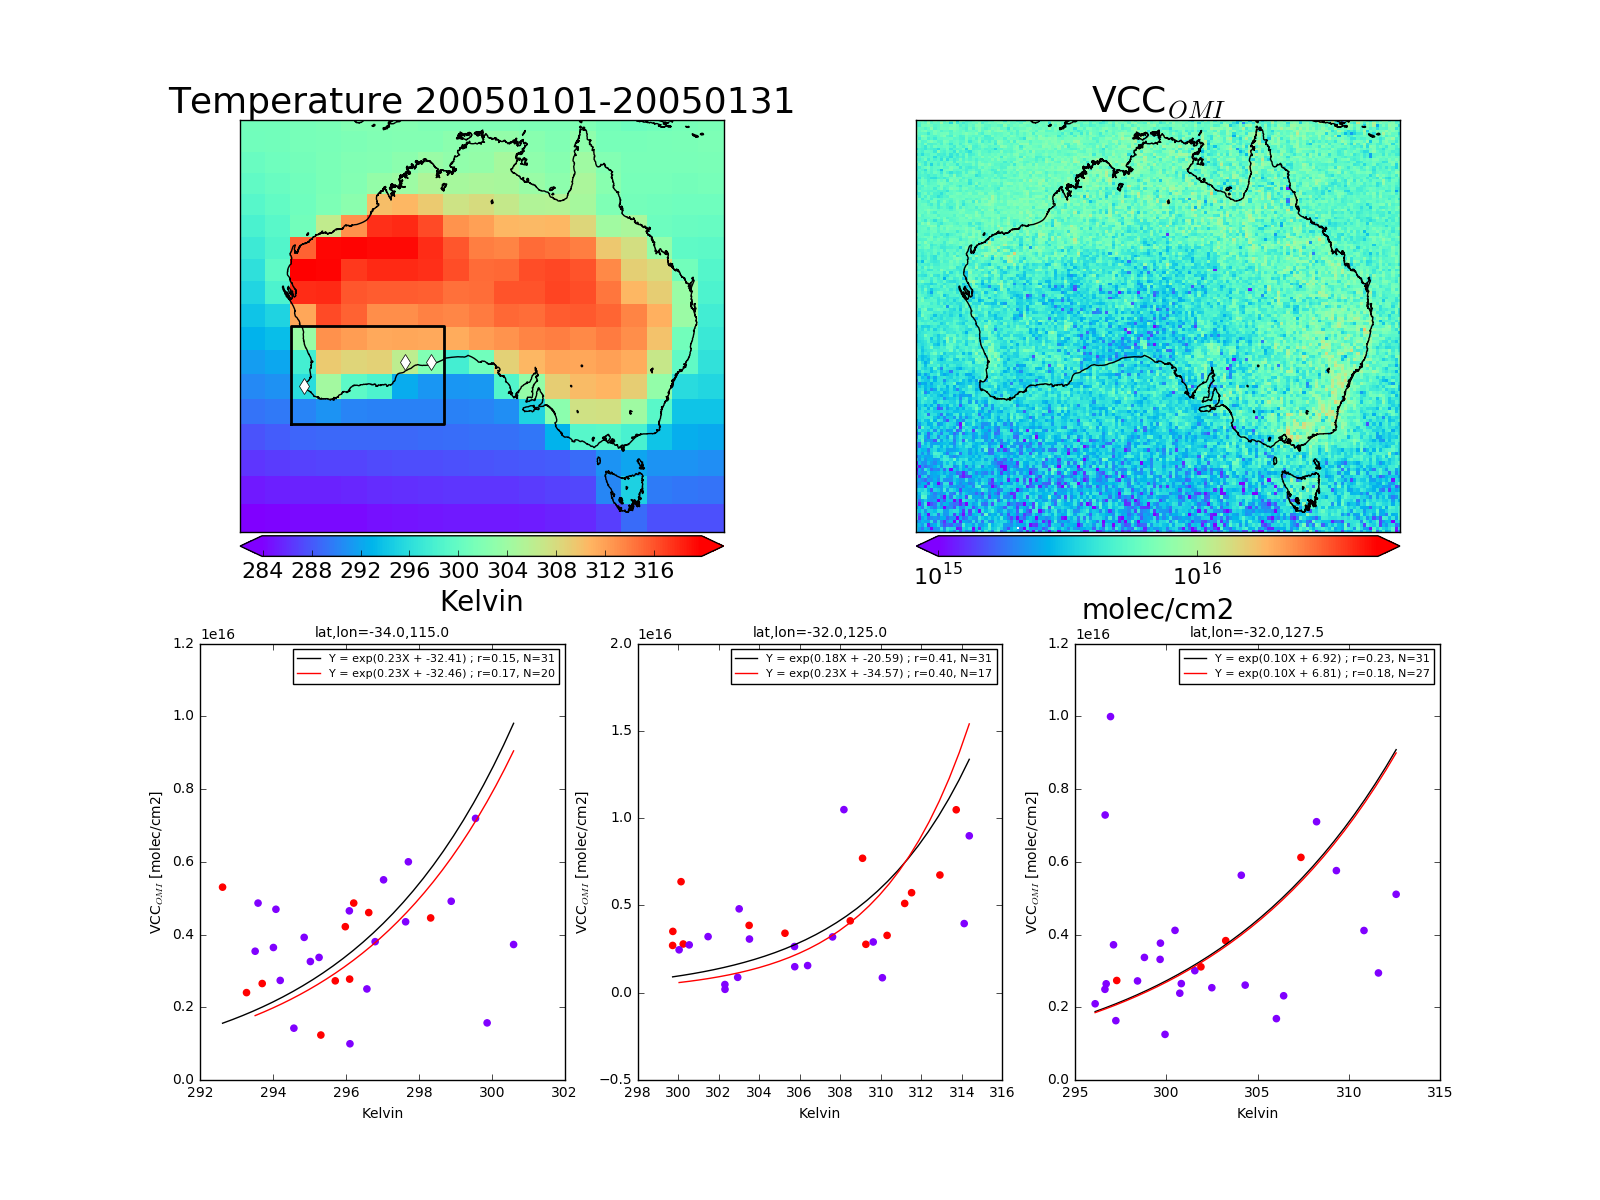 Temperature 20050101-20050131
VCC_OMI
284 288 292 296 300 304 308 312 316
Kelvin
10^15 10^16
molec/cm2
1e16 lat,lon=-34.0,115.0
Y = exp(0.23X + -32.41) ; r=0.15, N=31
Y = exp(0.23X + -32.46) ; r=0.17, N=20
1.2
1.0
0.8
0.6
0.4
0.2
0.0
VCC_OMI [molec/cm2]
292 294 296 298 300 302
Kelvin
1e16 lat,lon=-32.0,125.0
Y = exp(0.18X + -20.59) ; r=0.41, N=31
Y = exp(0.23X + -34.57) ; r=0.40, N=17
2.0
1.5
1.0
0.5
0.0
−0.5
VCC_OMI [molec/cm2]
298 300 302 304 306 308 310 312 314 316
Kelvin
1e16 lat,lon=-32.0,127.5
Y = exp(0.10X + 6.92) ; r=0.23, N=31
Y = exp(0.10X + 6.81) ; r=0.18, N=27
1.2
1.0
0.8
0.6
0.4
0.2
0.0
VCC_OMI [molec/cm2]
295 300 305 310 315
Kelvin